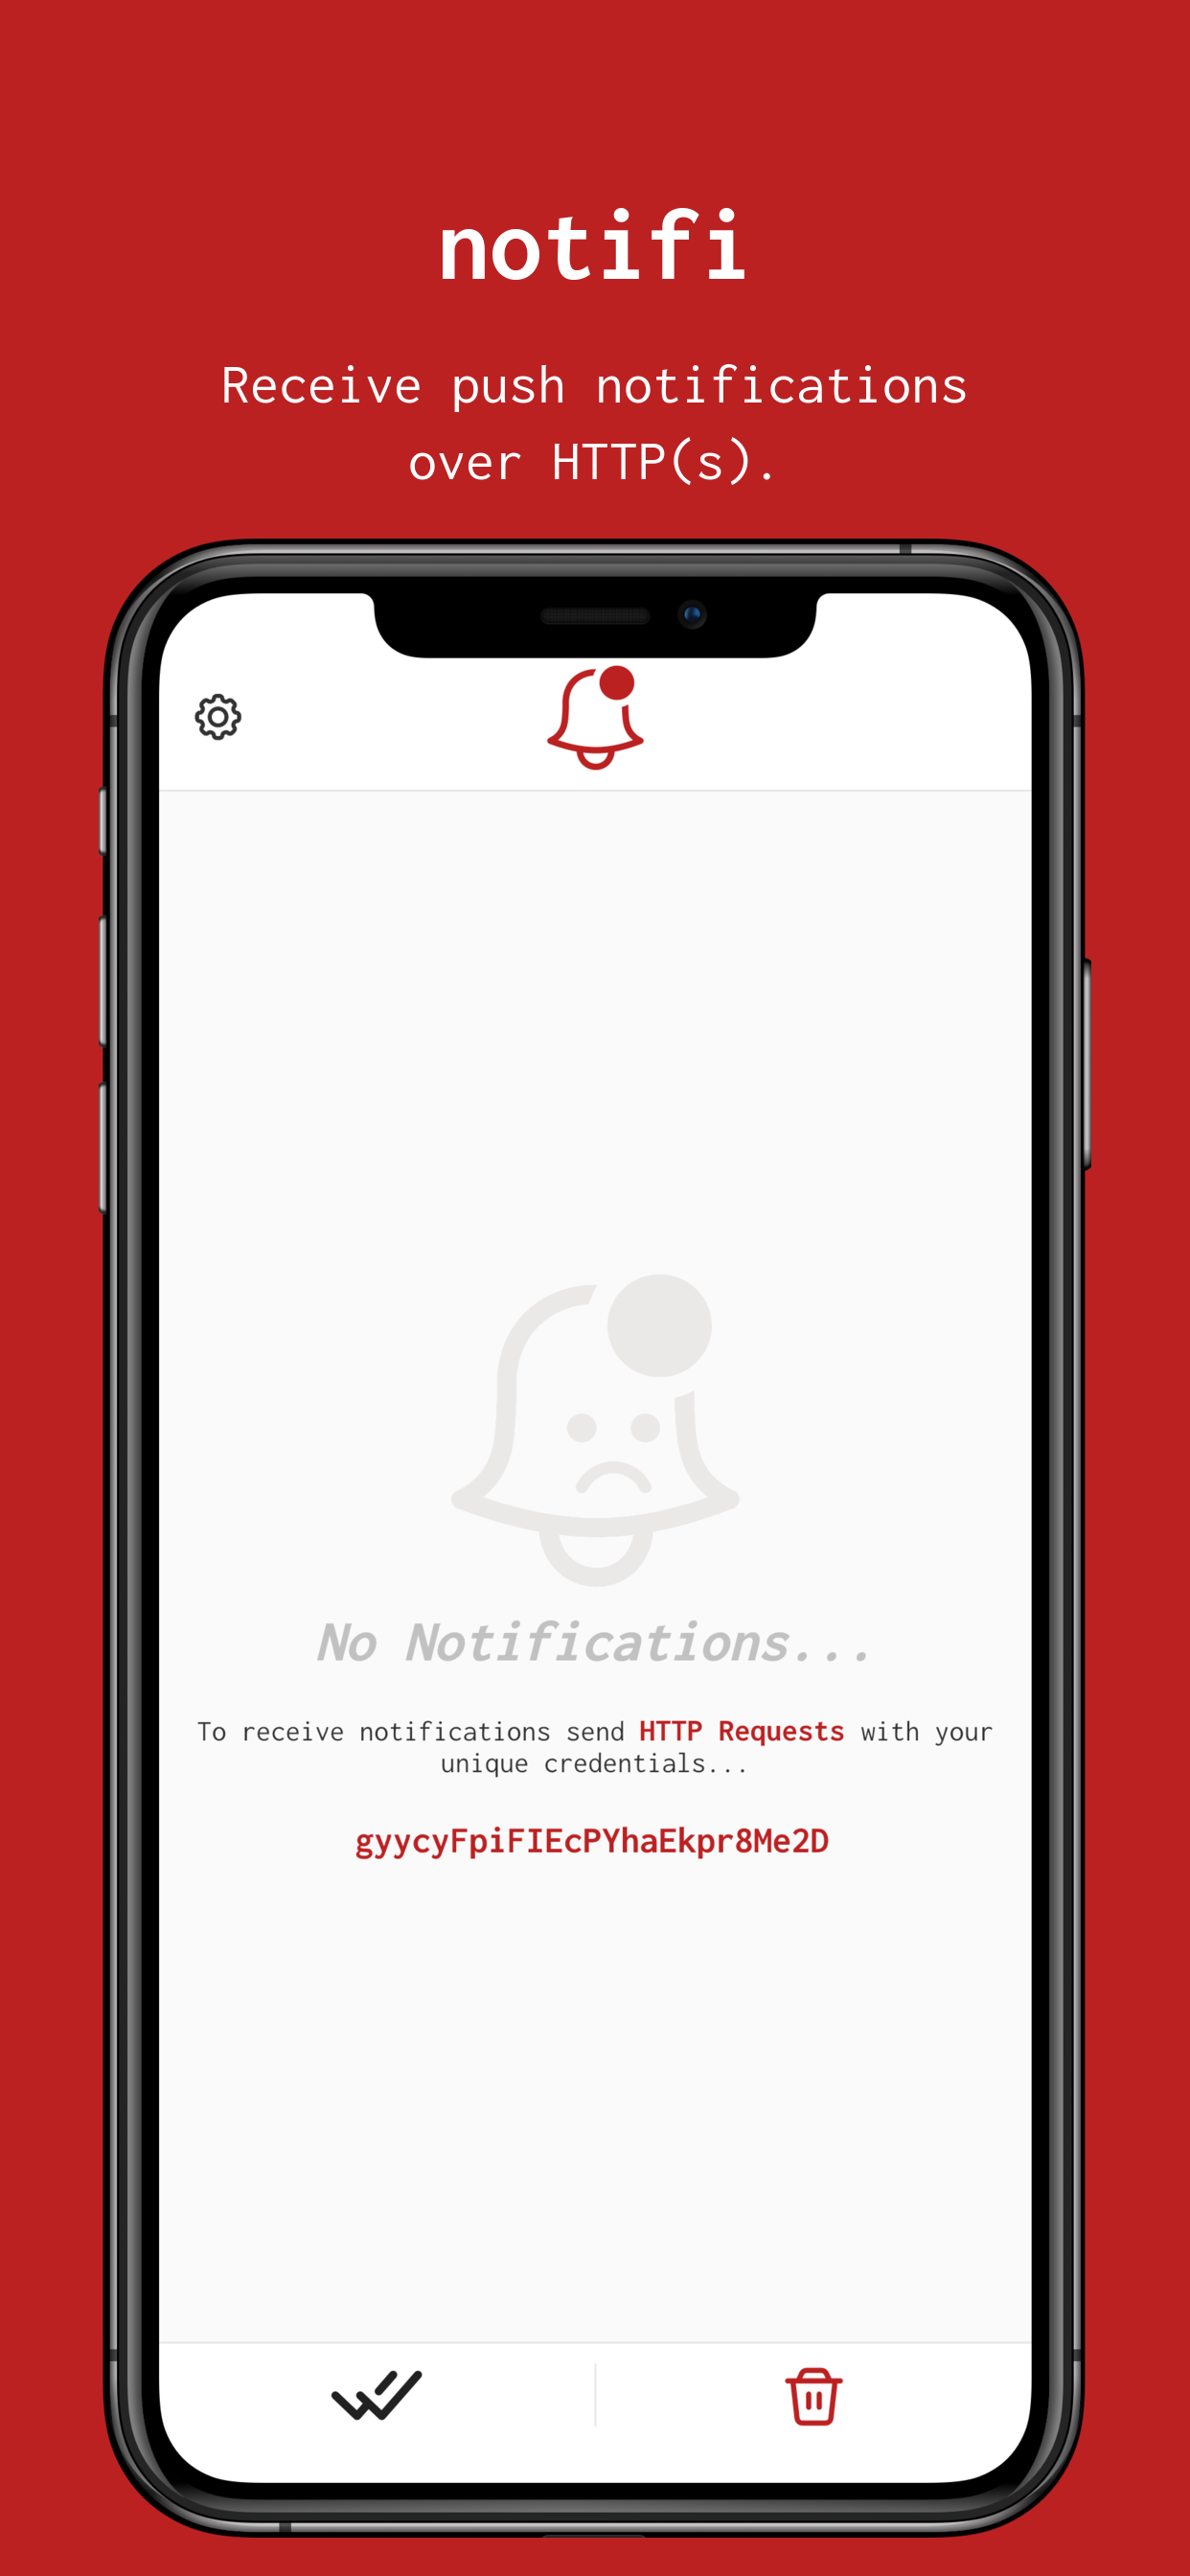 notifi
Receive push notifications
over HTTP(s).
No Notifications...
To receive notifications send HTTP Requests with your
unique credentials...
gyycyFpiFIEcPYhaEkpr8Me2D